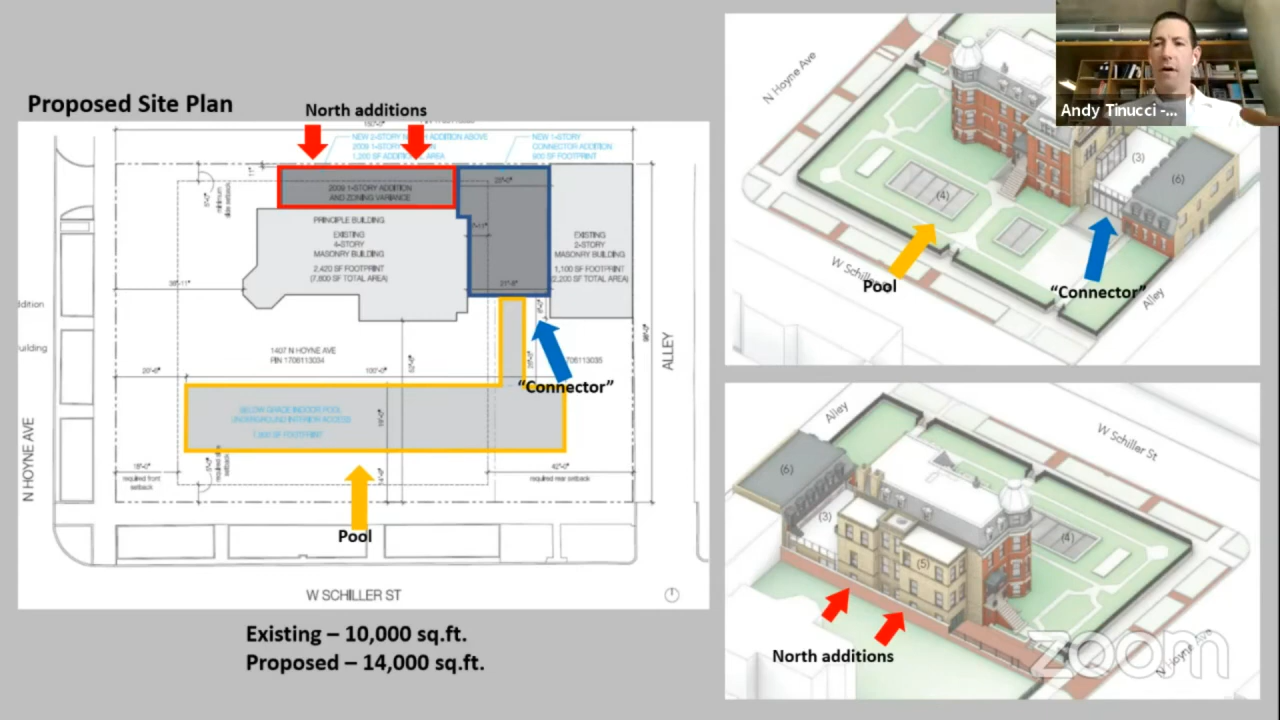 Proposed Site Plan
North additions
NEW 1-STORY
CONNECTOR ADDITION
900 SF FOOTPRINT
2009 1-STORY ADDITION
AND ZONING VARIANCE
PRINCIPLE BUILDING
EXISTING
4-STORY
MASONRY BUILDING
2,420 SF FOOTPRINT
(7,600 SF TOTAL AREA)
EXISTING
2-STORY
MASONRY BUILDING
1,100 SF FOOTPRINT
(2,200 SF TOTAL AREA)
1407 N HOYNE AVE
PIN 1706113034
"Connector"
BELOW GRADE INDOOR POOL
UNDERGROUND INTERIOR ACCESS
required front
setback
required rear setback
Pool
N HOYNE AVE
ALLEY
W SCHILLER ST
Existing – 10,000 sq.ft.
Proposed – 14,000 sq.ft.
N Hoyne Ave
(3)
(6)
(4)
W Schiller
Pool
"Connector"
Alley
Andy Tinucci -...
Alley
W Schiller St
(6)
(3)
(4)
(5)
North additions
N Hoyne Ave
zoom